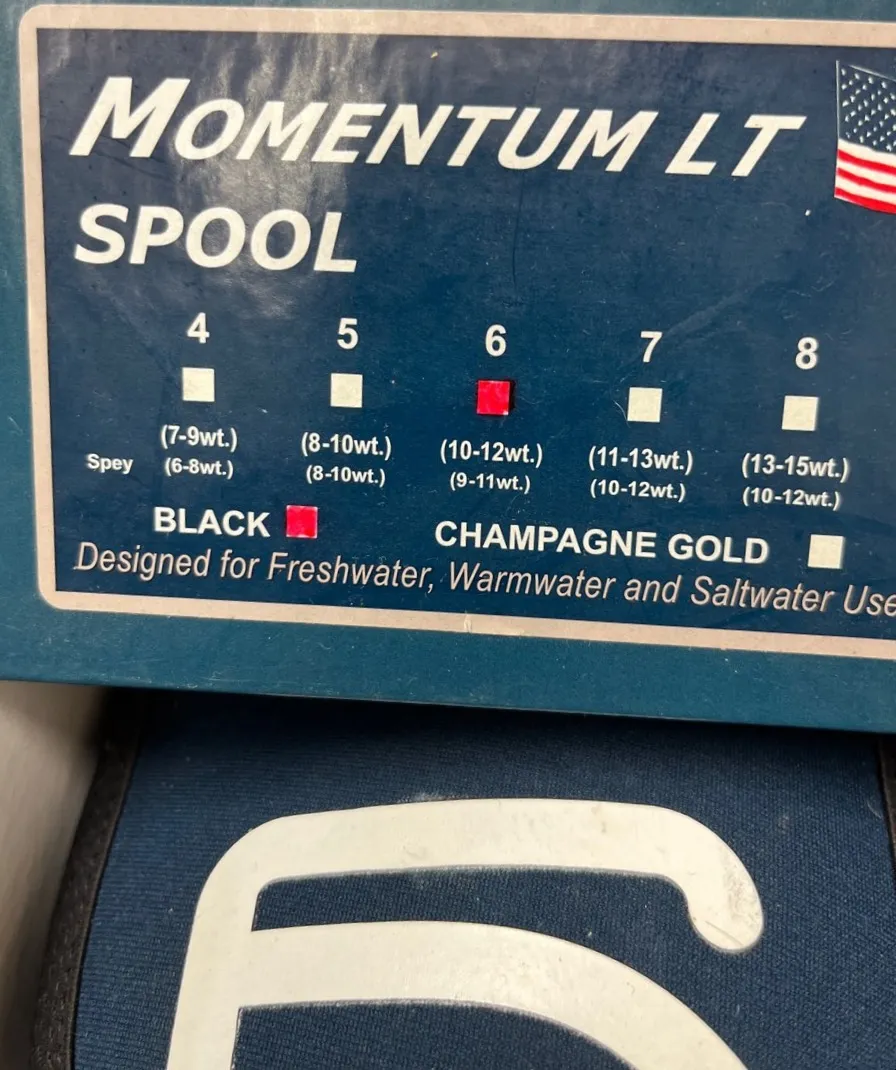 MOMENTUM LT
SPOOL
4 5 6 7 8
(7-9wt.) (8-10wt.) (10-12wt.) (11-13wt.) (13-15wt.)
Spey (6-8wt.) (8-10wt.) (9-11wt.) (10-12wt.) (10-12wt.)
BLACK CHAMPAGNE GOLD
Designed for Freshwater, Warmwater and Saltwater Use